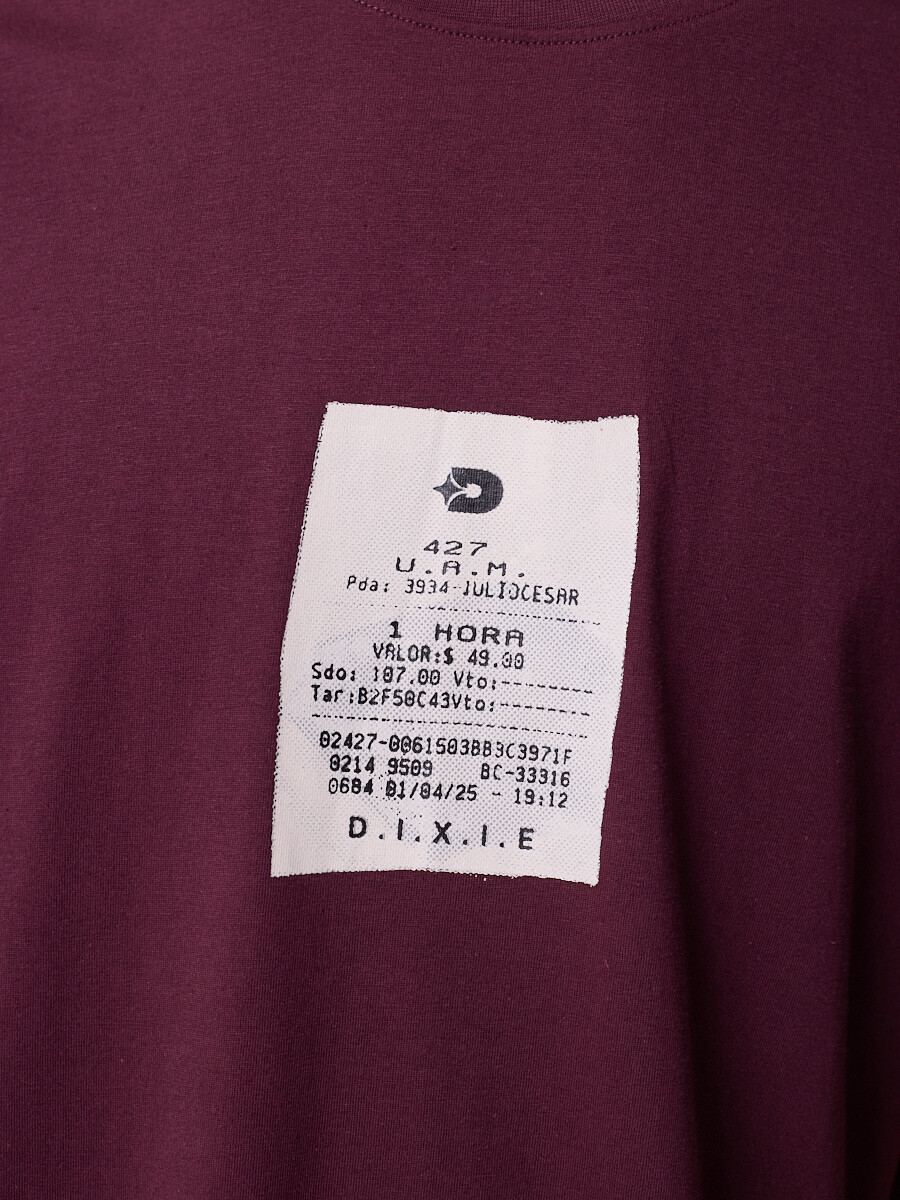 427
U.A.M.
Pda: 3934-JULIOCESAR
1 HORA
VALOR:$ 49.00
Sdo: 107.00 Vto:--------
Tar:B2F50C43Vto:--------
02427-0061503BB3C3971F
0214 9509 BC-33316
0684 01/04/25 - 19:12
D.I.X.I.E